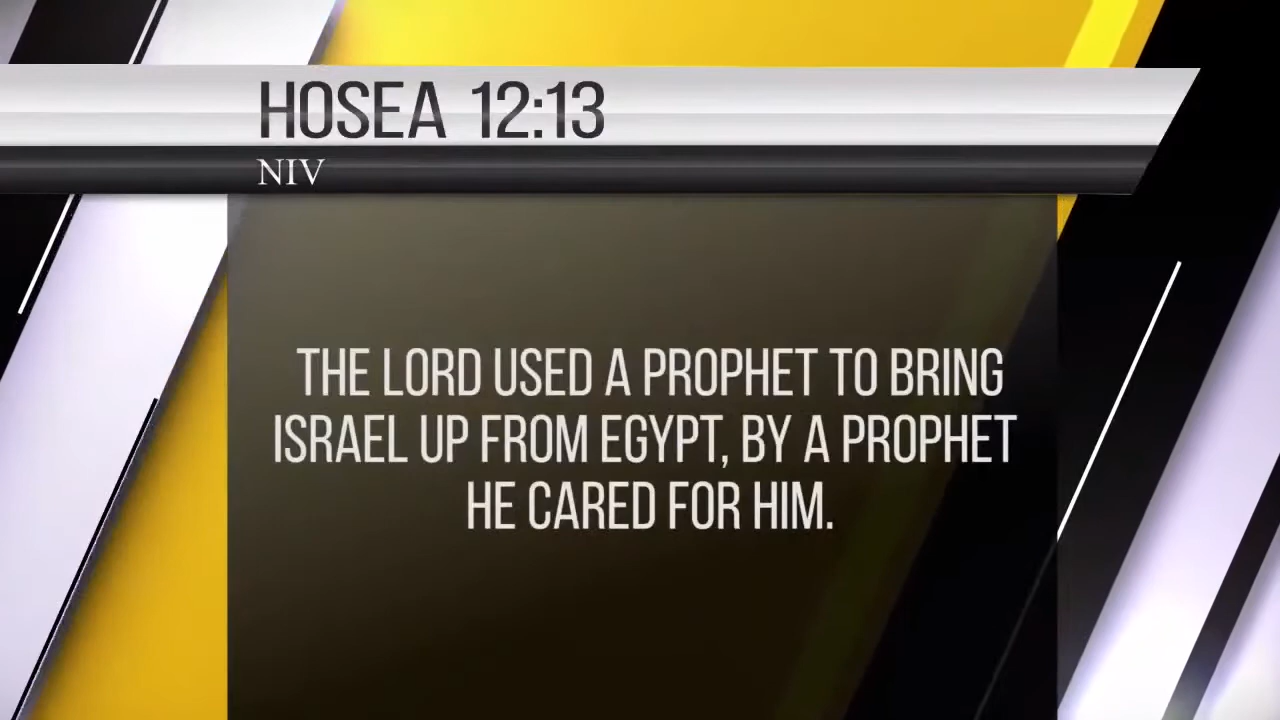 HOSEA 12:13
NIV
THE LORD USED A PROPHET TO BRING
ISRAEL UP FROM EGYPT, BY A PROPHET
HE CARED FOR HIM.